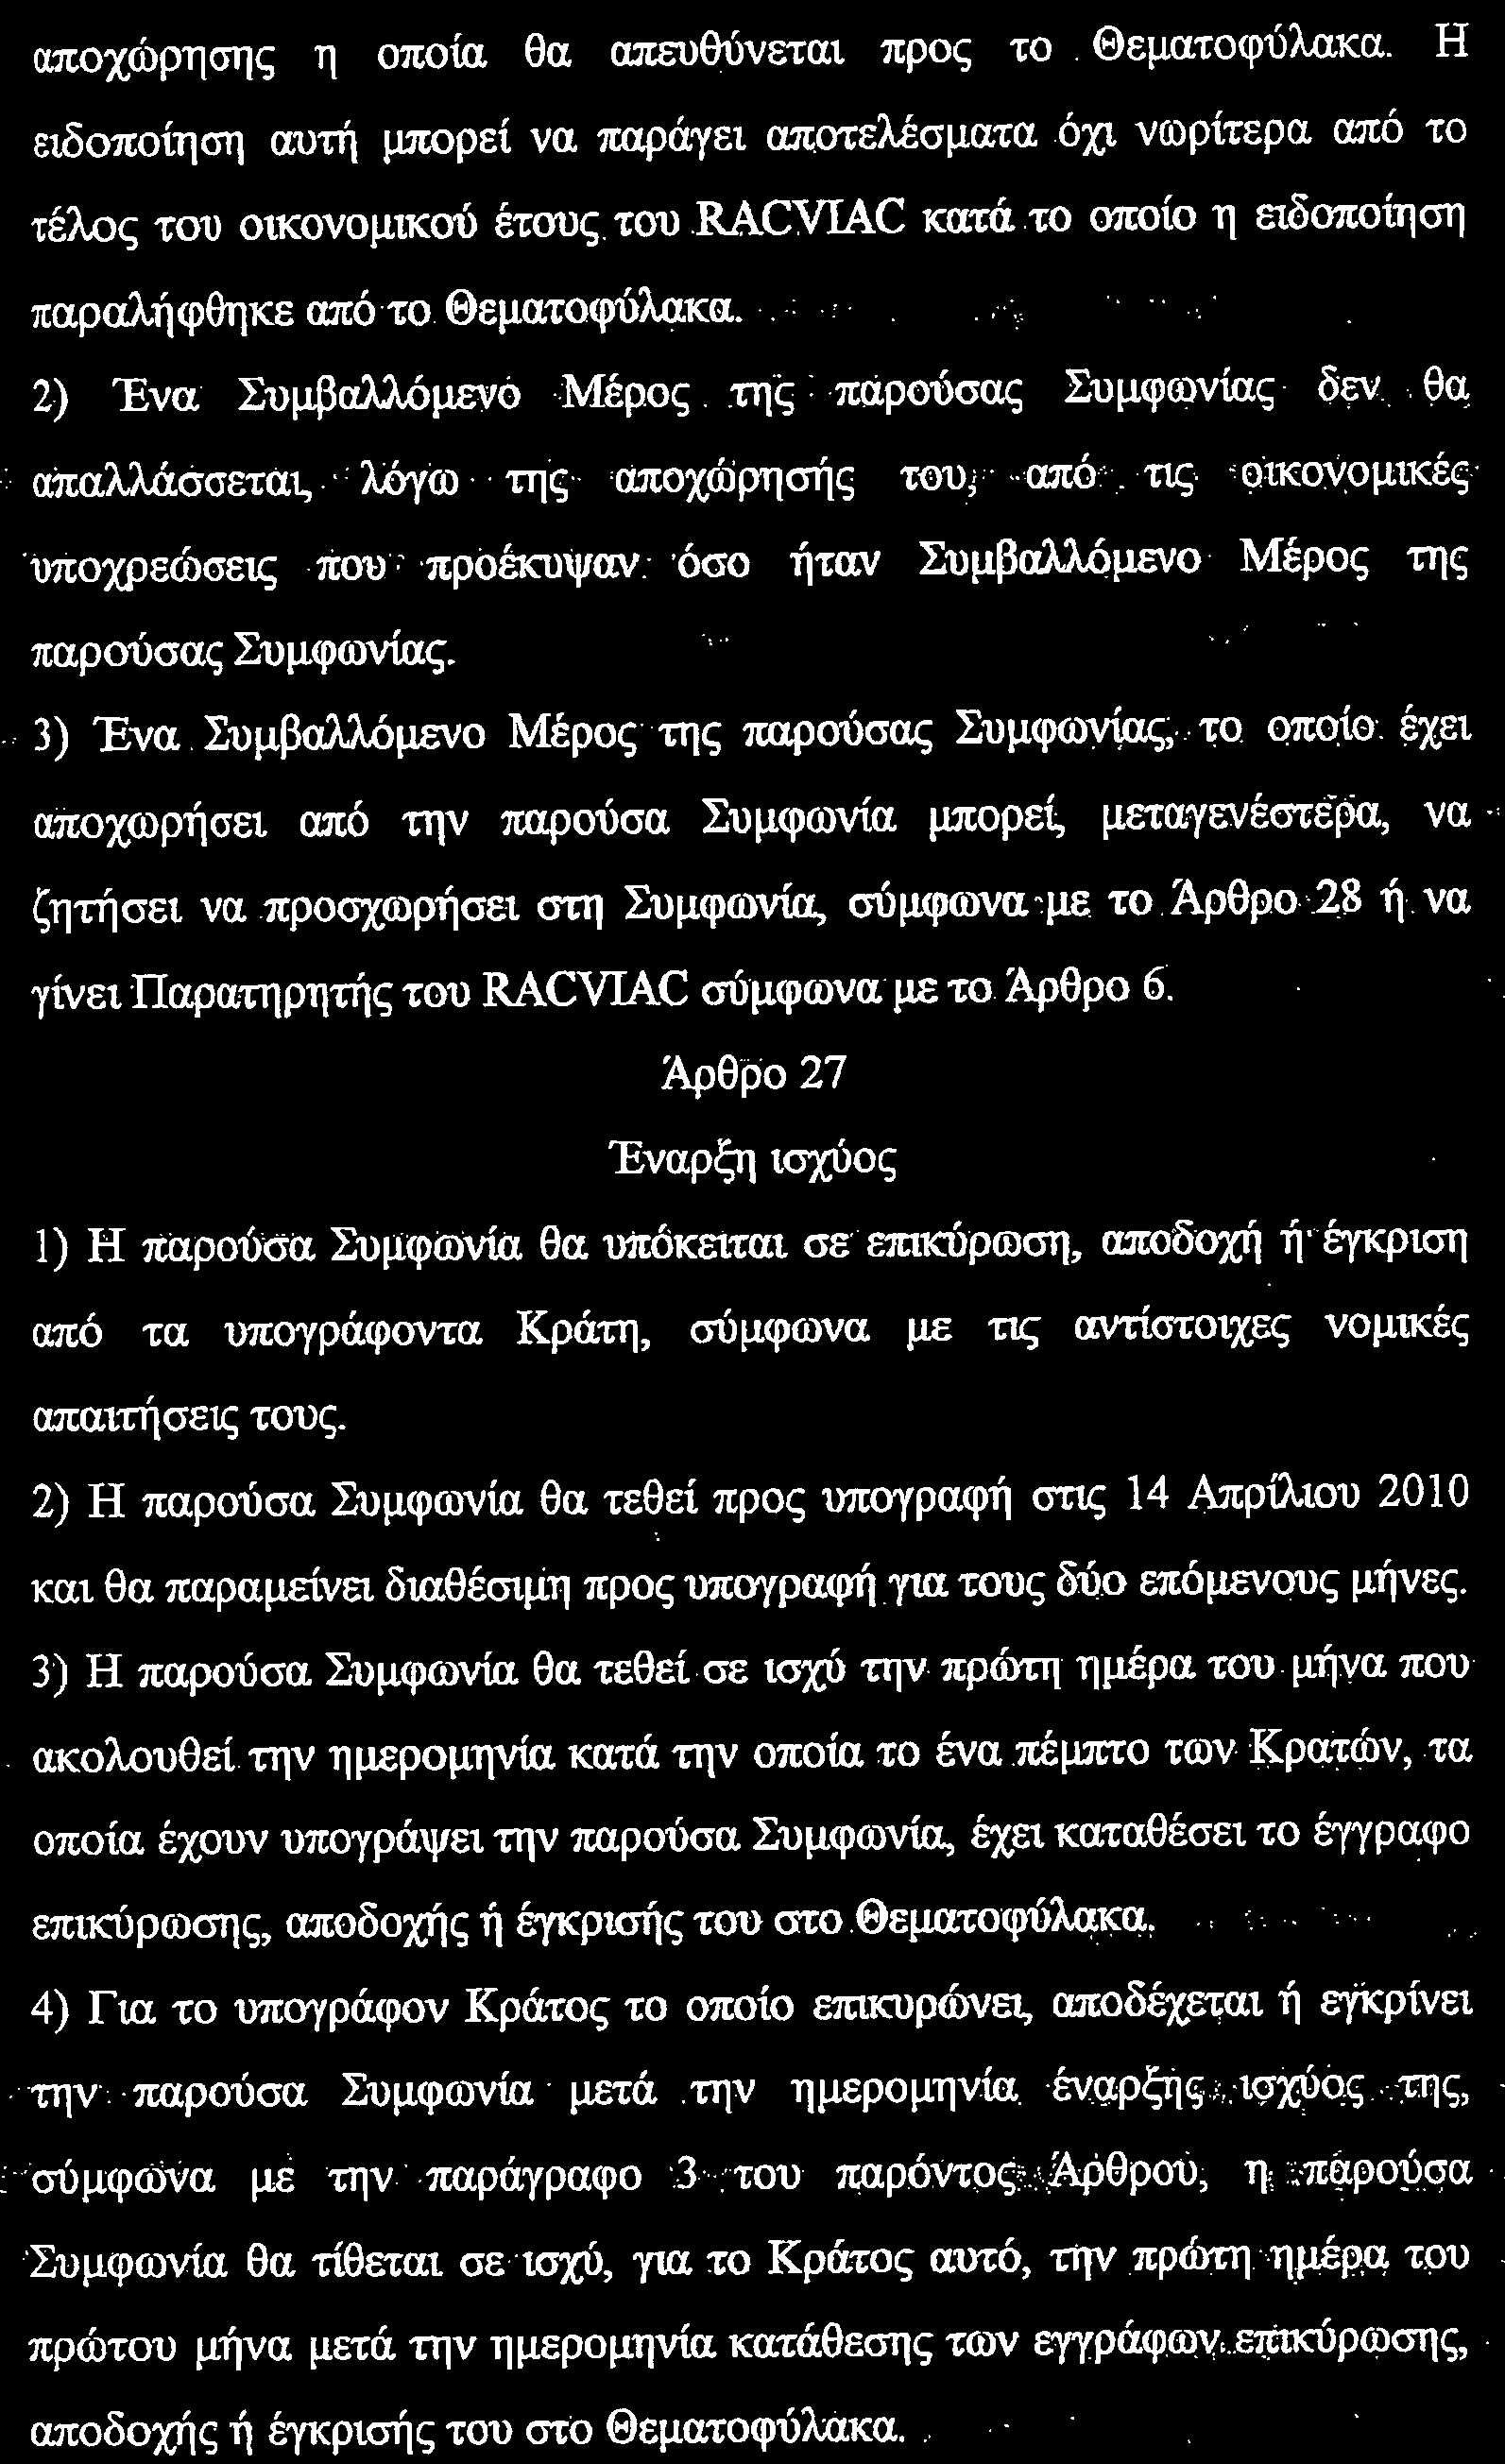 αποχώρησης η οποία θα απευθύνεται προς το Θεματοφύλακα. Η
ειδοποίηση αυτή μπορεί να παράγει αποτελέσματα όχι νωρίτερα από το
τέλος του οικονομικού έτους του RACVIAC κατά το οποίο η ειδοποίηση
παραλήφθηκε από το Θεματοφύλακα.
2) Ένα Συμβαλλόμενο Μέρος της παρούσας Συμφωνίας δεν θα
απαλλάσσεται, λόγω της αποχώρησής του, από τις οικονομικές
υποχρεώσεις που προέκυψαν όσο ήταν Συμβαλλόμενο Μέρος της
παρούσας Συμφωνίας.
3) Ένα Συμβαλλόμενο Μέρος της παρούσας Συμφωνίας, το οποίο έχει
αποχωρήσει από την παρούσα Συμφωνία μπορεί, μεταγενέστερα, να
ζητήσει να προσχωρήσει στη Συμφωνία, σύμφωνα με το Άρθρο 28 ή να
γίνει Παρατηρητής του RACVIAC σύμφωνα με το Άρθρο 6.
Άρθρο 27
Έναρξη ισχύος
1) Η παρούσα Συμφωνία θα υπόκειται σε επικύρωση, αποδοχή ή έγκριση
από τα υπογράφοντα Κράτη, σύμφωνα με τις αντίστοιχες νομικές
απαιτήσεις τους.
2) Η παρούσα Συμφωνία θα τεθεί προς υπογραφή στις 14 Απρίλιου 2010
και θα παραμείνει διαθέσιμη προς υπογραφή για τους δύο επόμενους μήνες.
3) Η παρούσα Συμφωνία θα τεθεί σε ισχύ την πρώτη ημέρα του μήνα που
ακολουθεί την ημερομηνία κατά την οποία το ένα πέμπτο των Κρατών, τα
οποία έχουν υπογράψει την παρούσα Συμφωνία, έχει καταθέσει το έγγραφο
επικύρωσης, αποδοχής ή έγκρισής του στο Θεματοφύλακα.
4) Για το υπογράφον Κράτος το οποίο επικυρώνει, αποδέχεται ή εγκρίνει
την παρούσα Συμφωνία μετά την ημερομηνία έναρξης ισχύος της,
σύμφωνα με την παράγραφο 3 του παρόντος Άρθρου, η παρούσα
Συμφωνία θα τίθεται σε ισχύ, για το Κράτος αυτό, την πρώτη ημέρα του
πρώτου μήνα μετά την ημερομηνία κατάθεσης των εγγράφων επικύρωσης,
αποδοχής ή έγκρισής του στο Θεματοφύλακα.